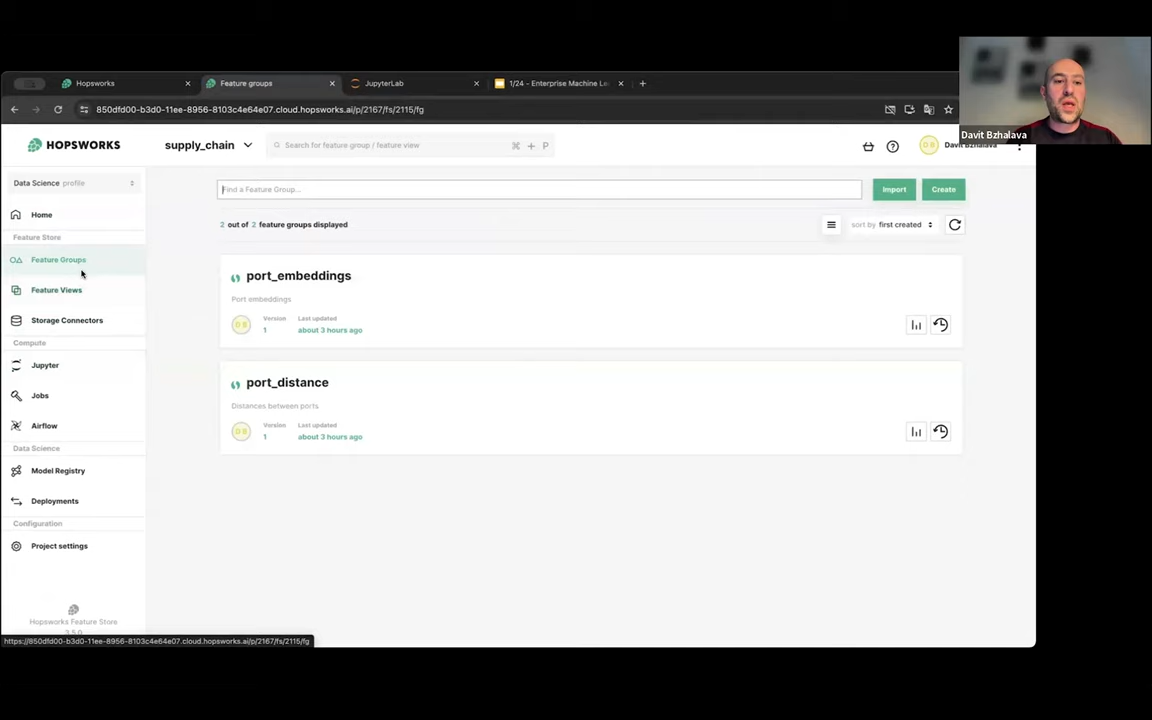 Hopsworks
Feature groups
JupyterLab
1/24 - Enterprise Machine Le
850dfd00-b3d0-11ee-8956-8103c4e64e07.cloud.hopsworks.ai/p/2167/fs/2115/fg
Davit Bzhalava
HOPSWORKS
supply_chain
Search for feature group / feature view
P
D B
Davit Bzhalava
Data Science profile
Find a Feature Group...
Import
Create
Home
2 out of 2 feature groups displayed
sort by first created
Feature Store
Feature Groups
port_embeddings
Feature Views
Port embeddings
D B
Version
Last updated
1
about 3 hours ago
Storage Connectors
Compute
Jupyter
port_distance
Jobs
Distances between ports
D B
Version
Last updated
1
about 3 hours ago
Airflow
Data Science
Model Registry
Deployments
Configuration
Project settings
Hopsworks Feature Store
3.5.0
https://850dfd00-b3d0-11ee-8956-8103c4e64e07.cloud.hopsworks.ai/p/2167/fs/2115/fg